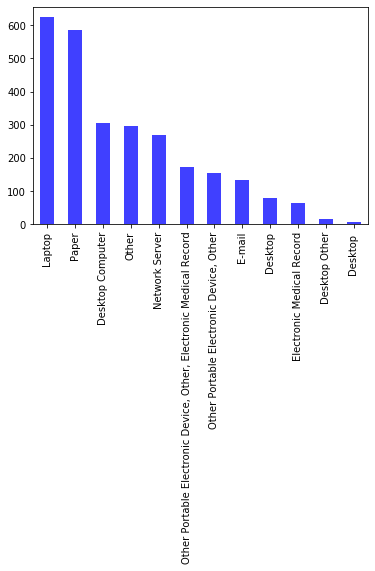 600
500
400
300
200
100
0
Laptop
Paper
Desktop Computer
Other
Network Server
Other Portable Electronic Device, Other, Electronic Medical Record
Other Portable Electronic Device, Other
E-mail
Desktop
Electronic Medical Record
Desktop Other
Desktop